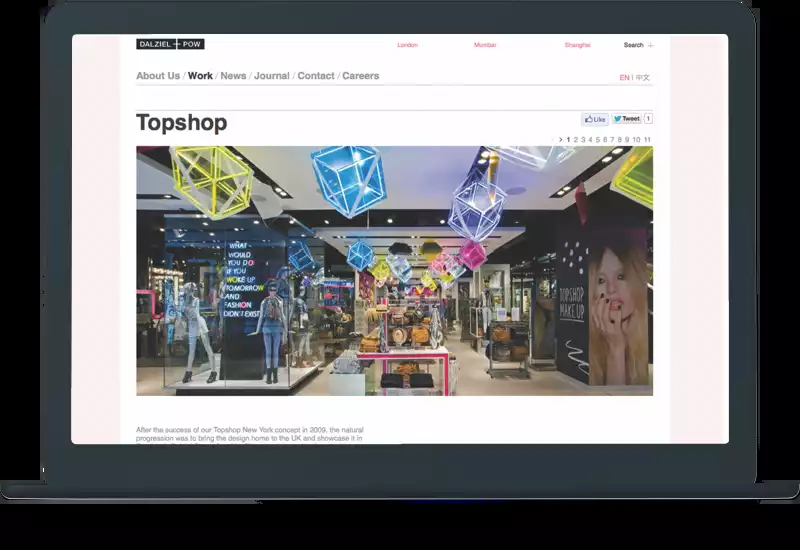 DALZIEL + POW
London Mumbai Shanghai Search +
About Us / Work / News / Journal / Contact / Careers
EN | 中文
Topshop
Like Tweet 1
< > 1 2 3 4 5 6 7 8 9 10 11
WHAT
WOULD
YOU DO
IF YOU
WOKE UP
TOMORROW
AND
FASHION
DIDN'T EXIST
TOPSHOP
MAKE UP
After the success of our Topshop New York concept in 2009, the natural
progression was to bring the design home to the UK and showcase it in